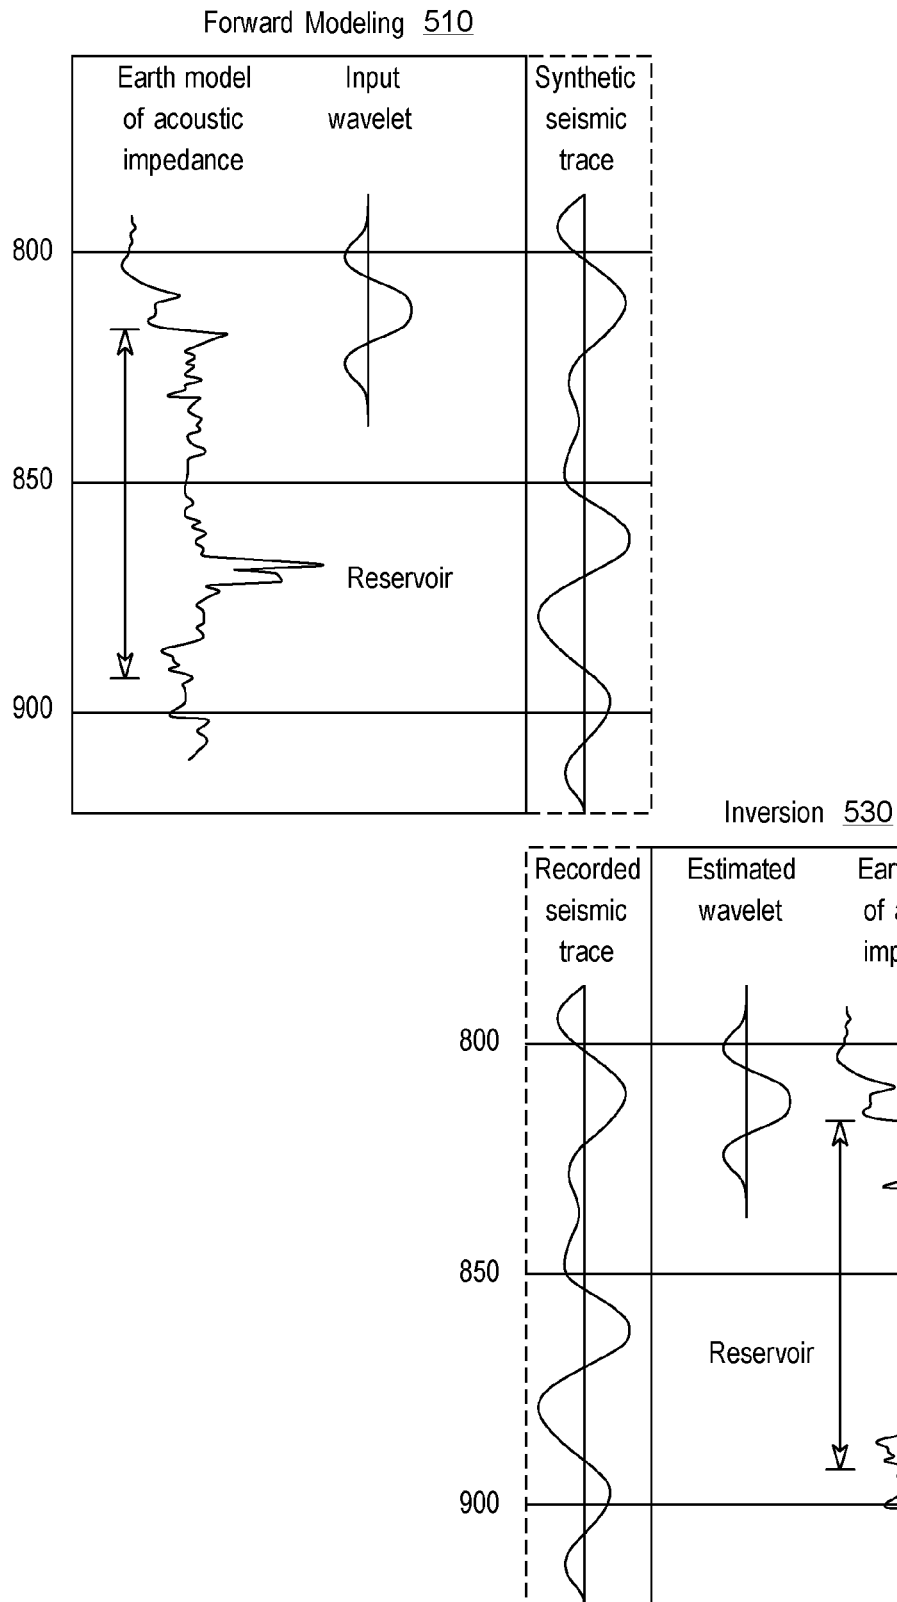 Forward Modeling 510
Earth model
of acoustic
impedance
Input
wavelet
Synthetic
seismic
trace
800
850
Reservoir
900
Inversion 530
Recorded
seismic
trace
Estimated
wavelet
800
850
Reservoir
900